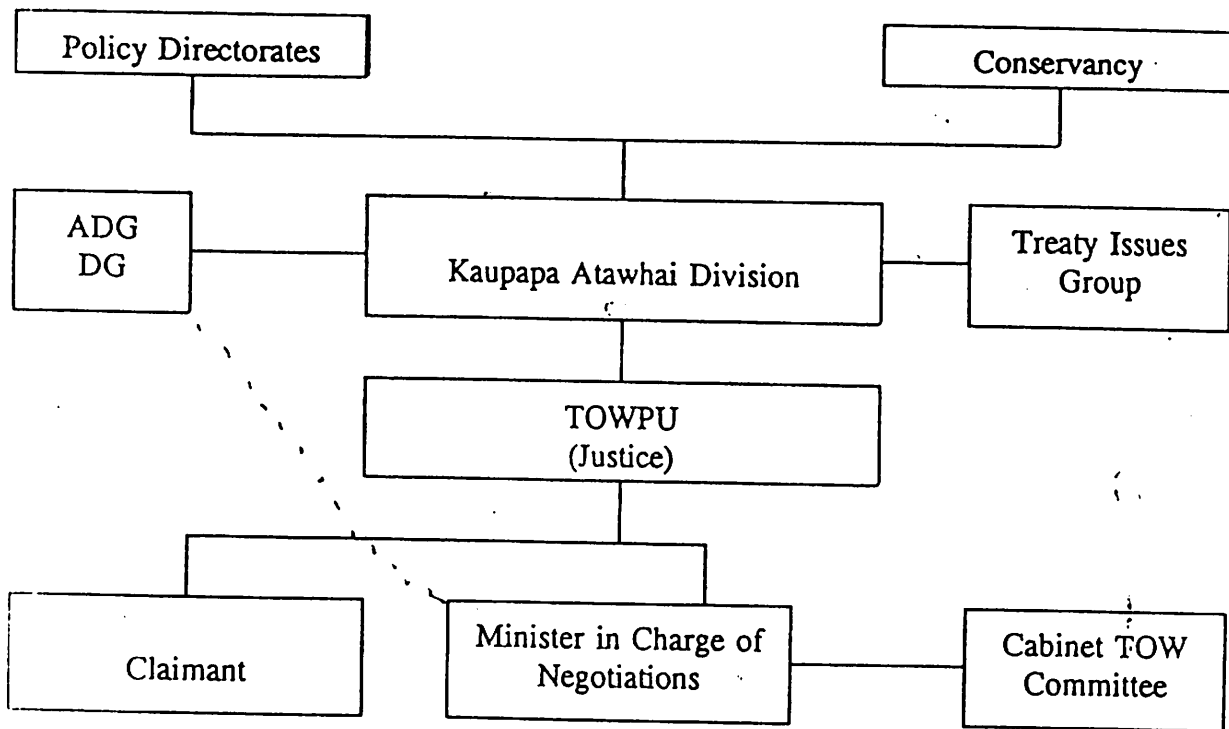 Policy Directorates
Conservancy
ADG
DG
Kaupapa Atawhai Division
Treaty Issues
Group
TOWPU
(Justice)
Claimant
Minister in Charge of
Negotiations
Cabinet TOW
Committee